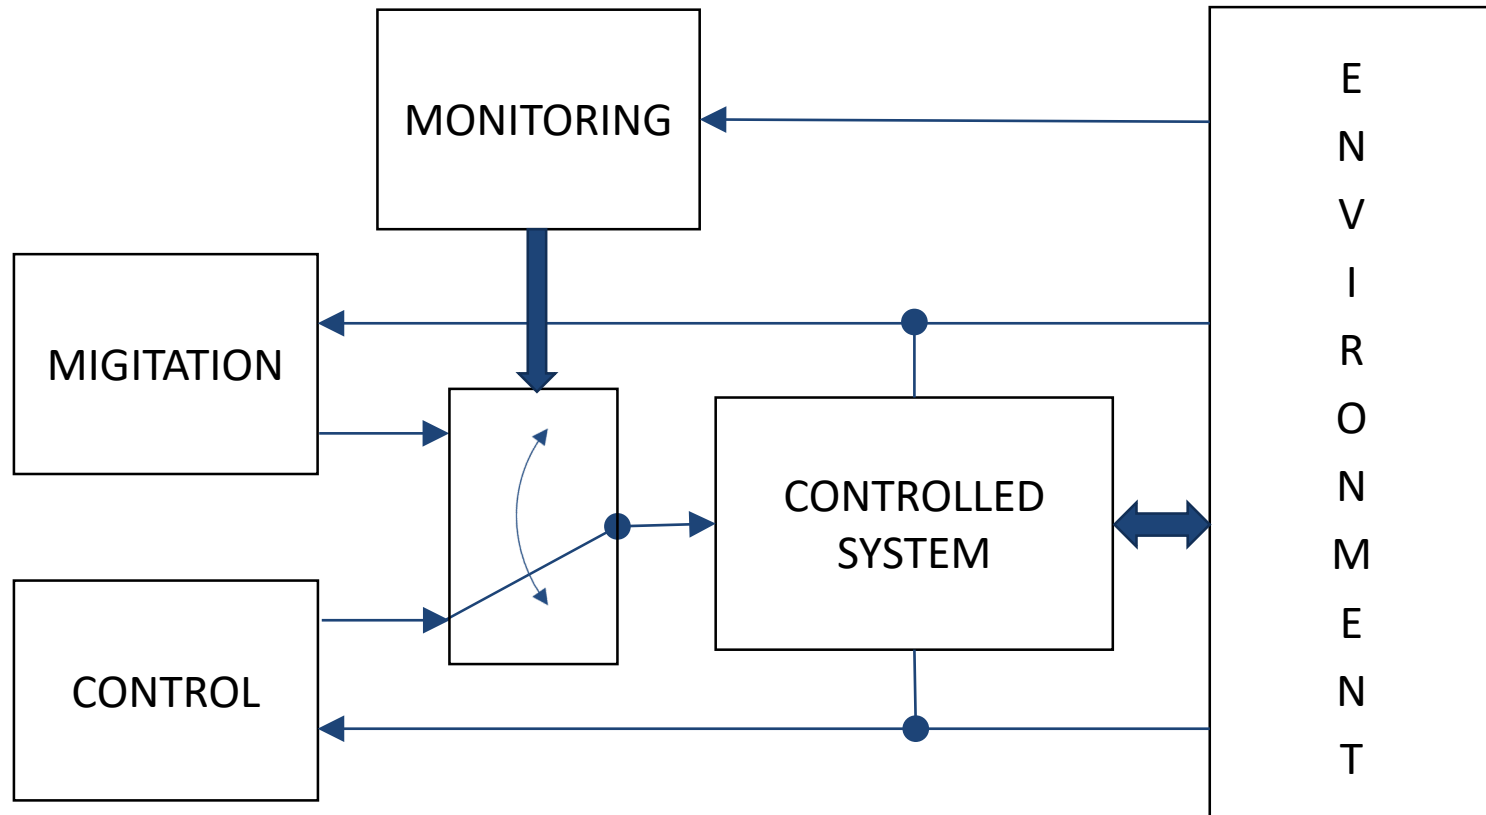 MONITORING
MIGITATION
CONTROLLED
SYSTEM
CONTROL
E
N
V
I
R
O
N
M
E
N
T